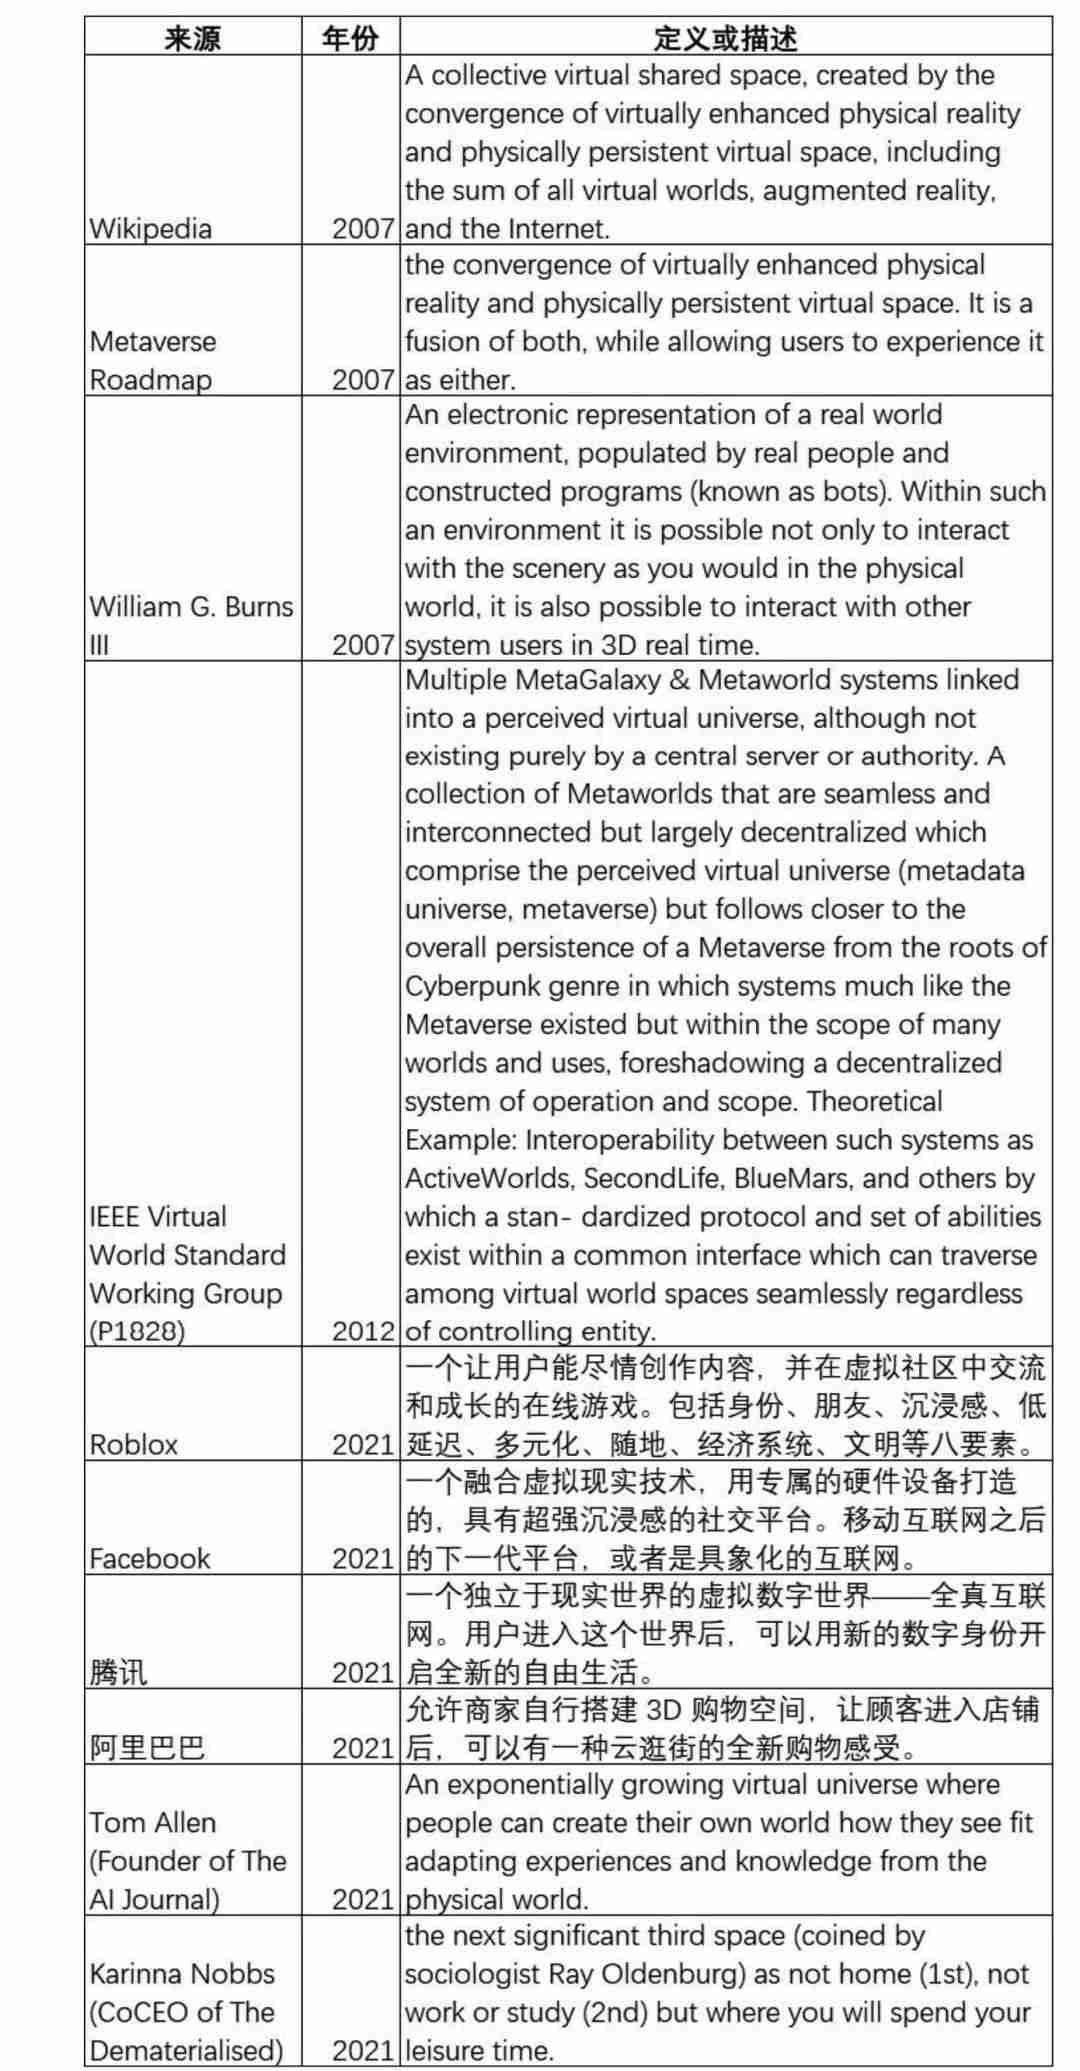 来源 年份 定义或描述
A collective virtual shared space, created by the
convergence of virtually enhanced physical reality
and physically persistent virtual space, including
the sum of all virtual worlds, augmented reality,
Wikipedia 2007 and the Internet.
the convergence of virtually enhanced physical
reality and physically persistent virtual space. It is a
Metaverse fusion of both, while allowing users to experience it
Roadmap 2007 as either.
An electronic representation of a real world
environment, populated by real people and
constructed programs (known as bots). Within such
an environment it is possible not only to interact
with the scenery as you would in the physical
William G. Burns world, it is also possible to interact with other
III 2007 system users in 3D real time.
Multiple MetaGalaxy & Metaworld systems linked
into a perceived virtual universe, although not
existing purely by a central server or authority. A
collection of Metaworlds that are seamless and
interconnected but largely decentralized which
comprise the perceived virtual universe (metadata
universe, metaverse) but follows closer to the
overall persistence of a Metaverse from the roots of
Cyberpunk genre in which systems much like the
Metaverse existed but within the scope of many
worlds and uses, foreshadowing a decentralized
system of operation and scope. Theoretical
Example: Interoperability between such systems as
ActiveWorlds, SecondLife, BlueMars, and others by
IEEE Virtual which a stan- dardized protocol and set of abilities
World Standard exist within a common interface which can traverse
Working Group among virtual world spaces seamlessly regardless
(P1828) 2012 of controlling entity.
一个让用户能尽情创作内容，并在虚拟社区中交流
和成长的在线游戏。包括身份、朋友、沉浸感、低
Roblox 2021 延迟、多元化、随地、经济系统、文明等八要素。
一个融合虚拟现实技术，用专属的硬件设备打造
的，具有超强沉浸感的社交平台。移动互联网之后
Facebook 2021 的下一代平台，或者是具象化的互联网。
一个独立于现实世界的虚拟数字世界——全真互联
网。用户进入这个世界后，可以用新的数字身份开
腾讯 2021 启全新的自由生活。
允许商家自行搭建 3D 购物空间，让顾客进入店铺
阿里巴巴 2021 后，可以有一种云逛街的全新购物感受。
An exponentially growing virtual universe where
Tom Allen people can create their own world how they see fit
(Founder of The adapting experiences and knowledge from the
AI Journal) 2021 physical world.
the next significant third space (coined by
Karinna Nobbs sociologist Ray Oldenburg) as not home (1st), not
(CoCEO of The work or study (2nd) but where you will spend your
Dematerialised) 2021 leisure time.